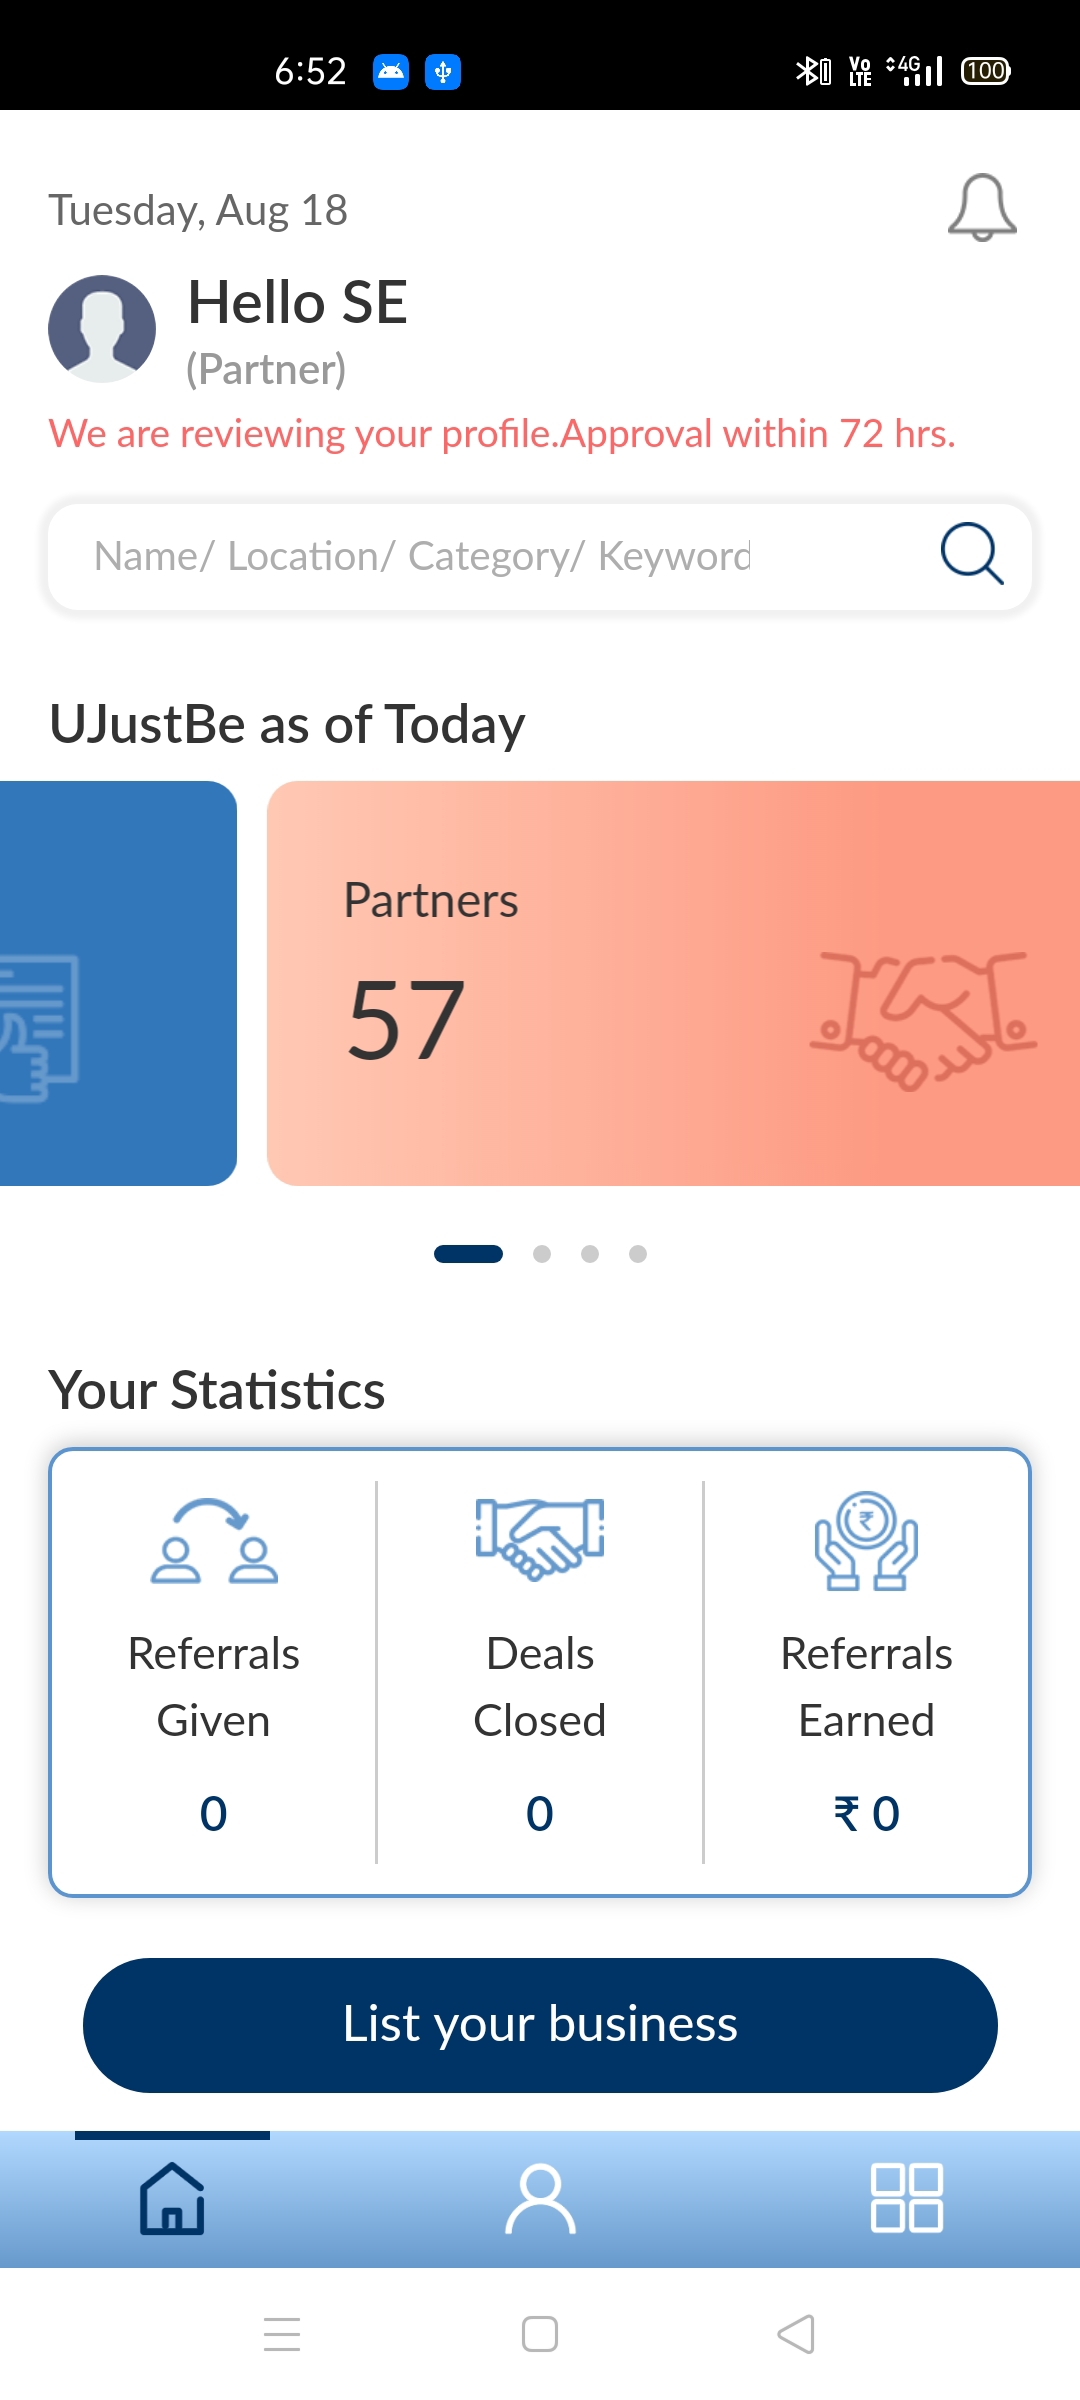 6:52
Vo LTE 4G 100
Tuesday, Aug 18
Hello SE
(Partner)
We are reviewing your profile.Approval within 72 hrs.
Name/ Location/ Category/ Keyword
UJustBe as of Today
Partners
57
Your Statistics
Referrals Given
Deals Closed
Referrals Earned
0
0
₹ 0
List your business